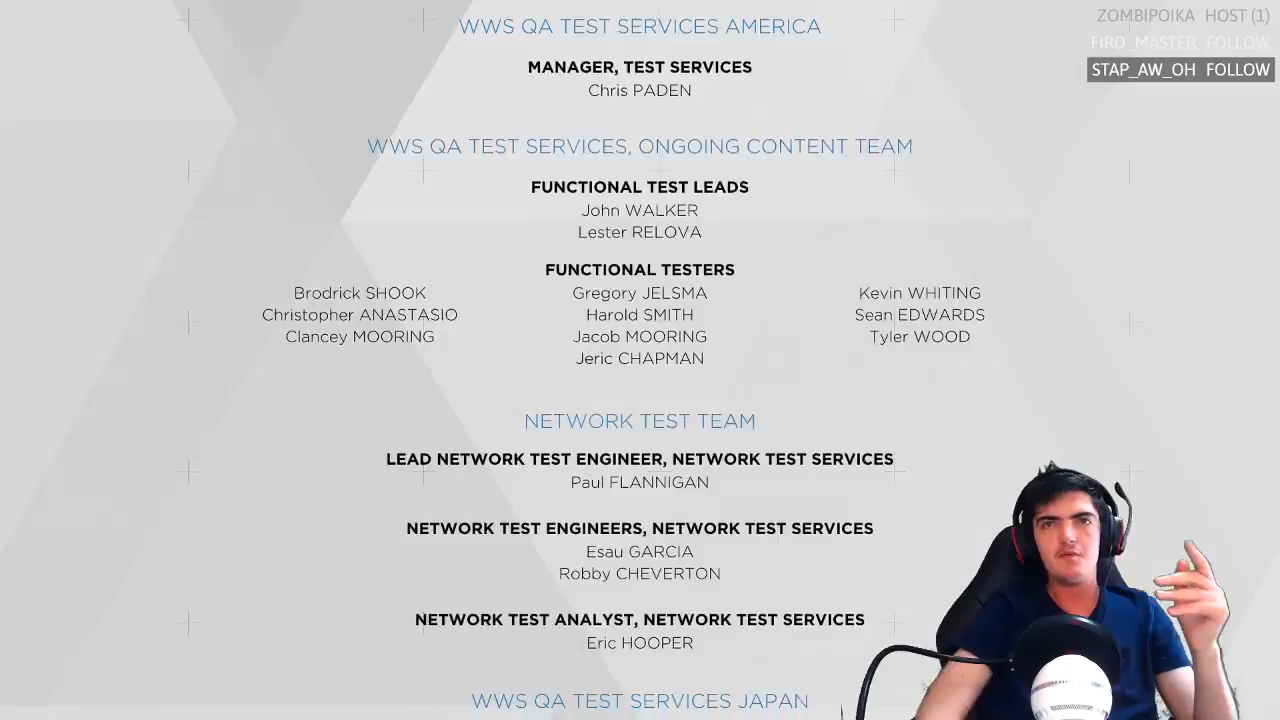 ZOMBIPOIKA HOST (1)
FIRD_MASTER FOLLOW
STAP_AW_OH FOLLOW
WWS QA TEST SERVICES AMERICA
MANAGER, TEST SERVICES
Chris PADEN
WWS QA TEST SERVICES, ONGOING CONTENT TEAM
FUNCTIONAL TEST LEADS
John WALKER
Lester RELOVA
FUNCTIONAL TESTERS
Brodrick SHOOK Gregory JELSMA Kevin WHITING
Christopher ANASTASIO Harold SMITH Sean EDWARDS
Clancey MOORING Jacob MOORING Tyler WOOD
Jeric CHAPMAN
NETWORK TEST TEAM
LEAD NETWORK TEST ENGINEER, NETWORK TEST SERVICES
Paul FLANNIGAN
NETWORK TEST ENGINEERS, NETWORK TEST SERVICES
Esau GARCIA
Robby CHEVERTON
NETWORK TEST ANALYST, NETWORK TEST SERVICES
Eric HOOPER
WWS QA TEST SERVICES JAPAN